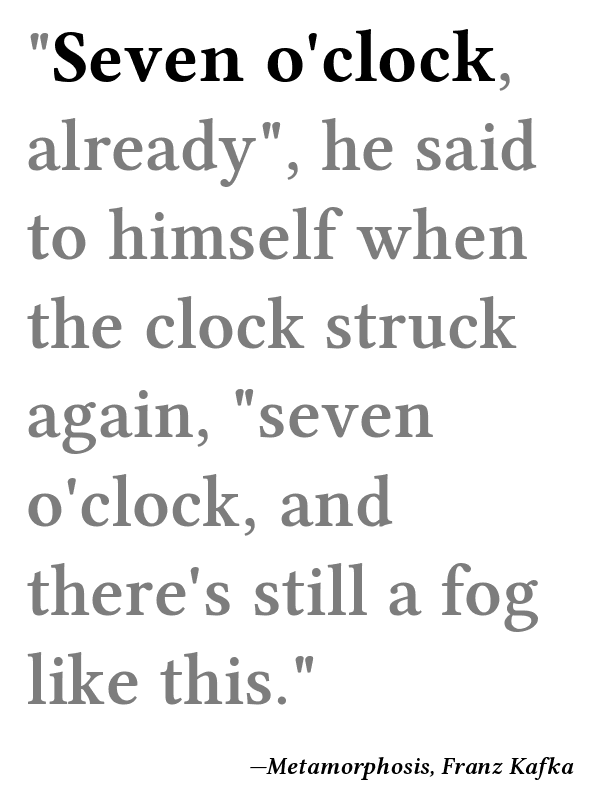 "Seven o'clock,
already", he said
to himself when
the clock struck
again, "seven
o'clock, and
there's still a fog
like this."
—Metamorphosis, Franz Kafka